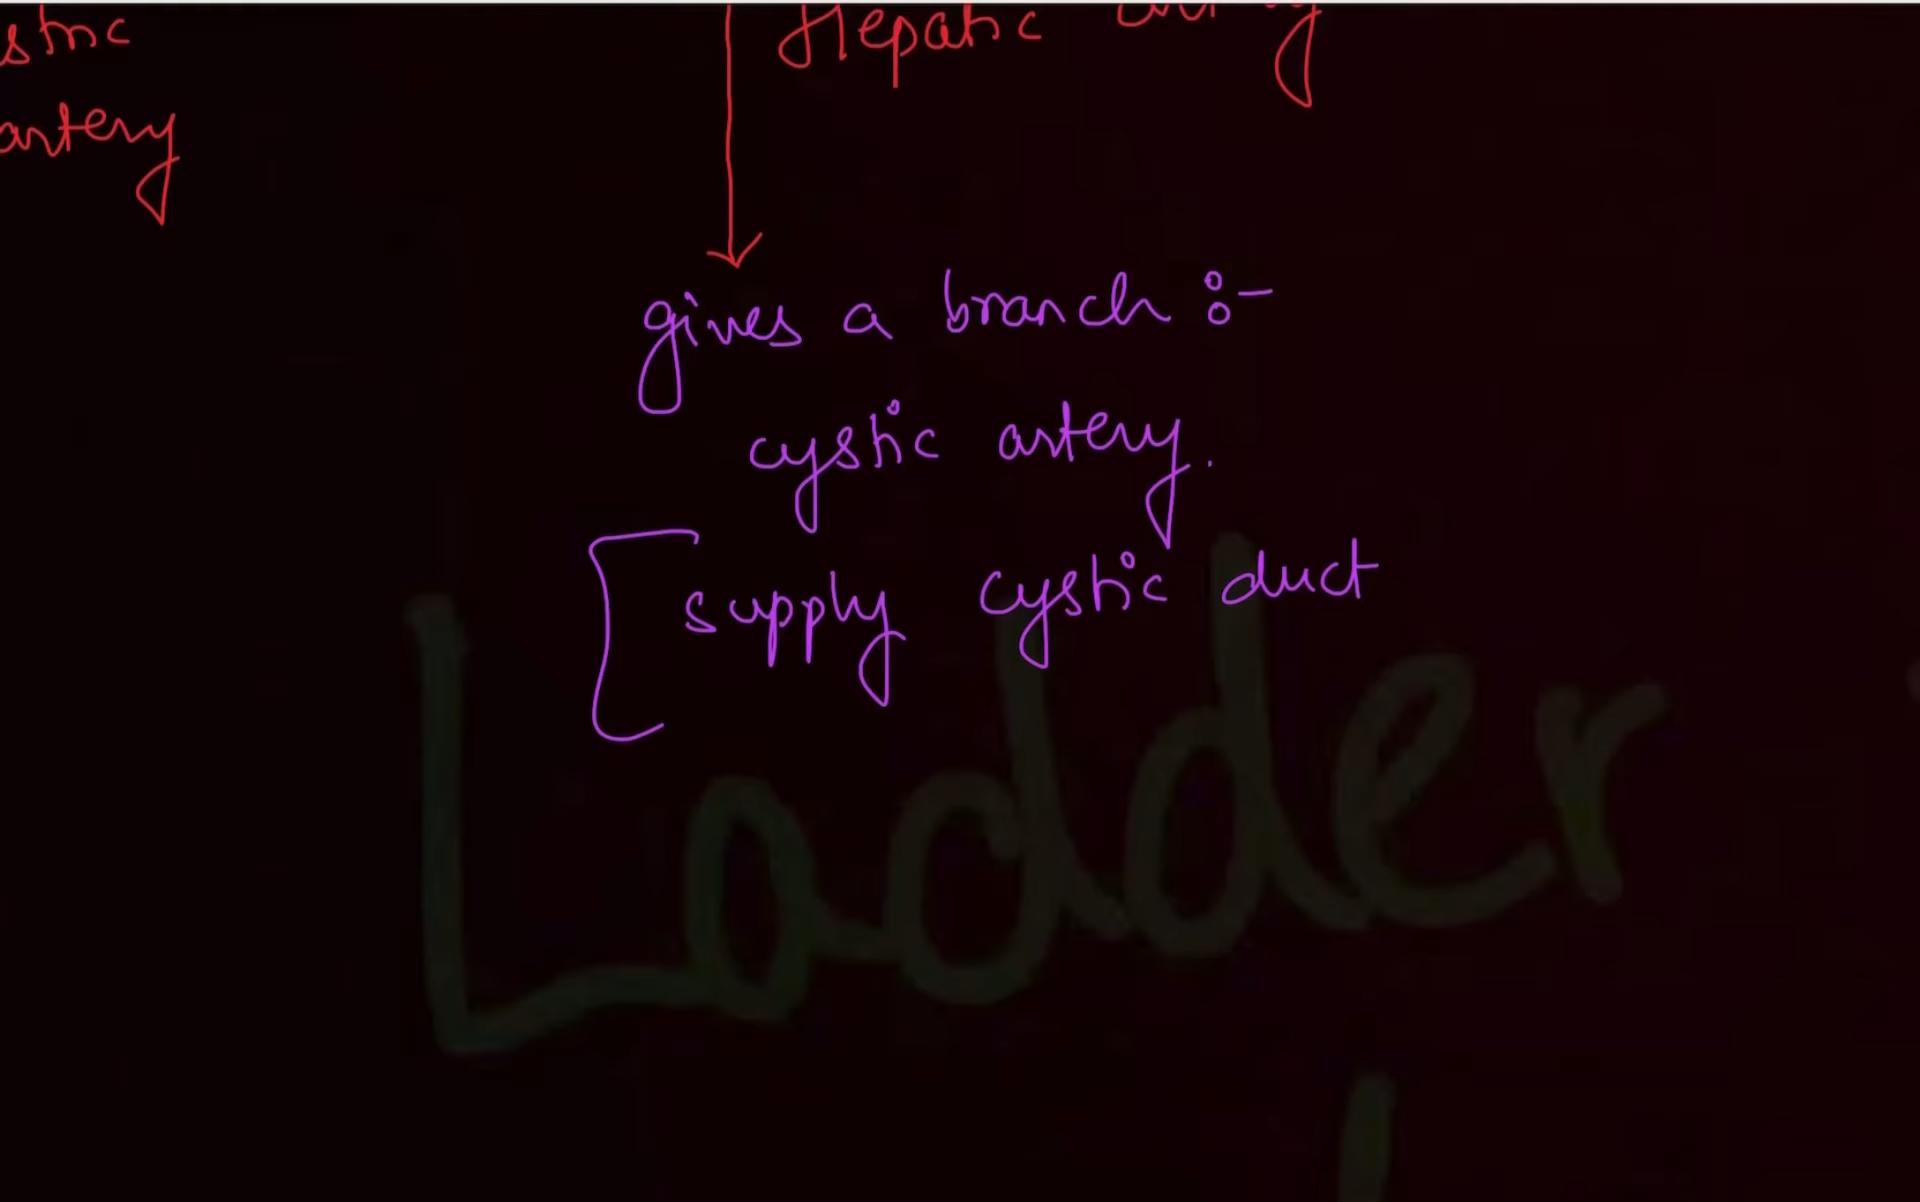 Hepatic
artery
gives a branch :-
cystic artery.
supply cystic duct
Ladder